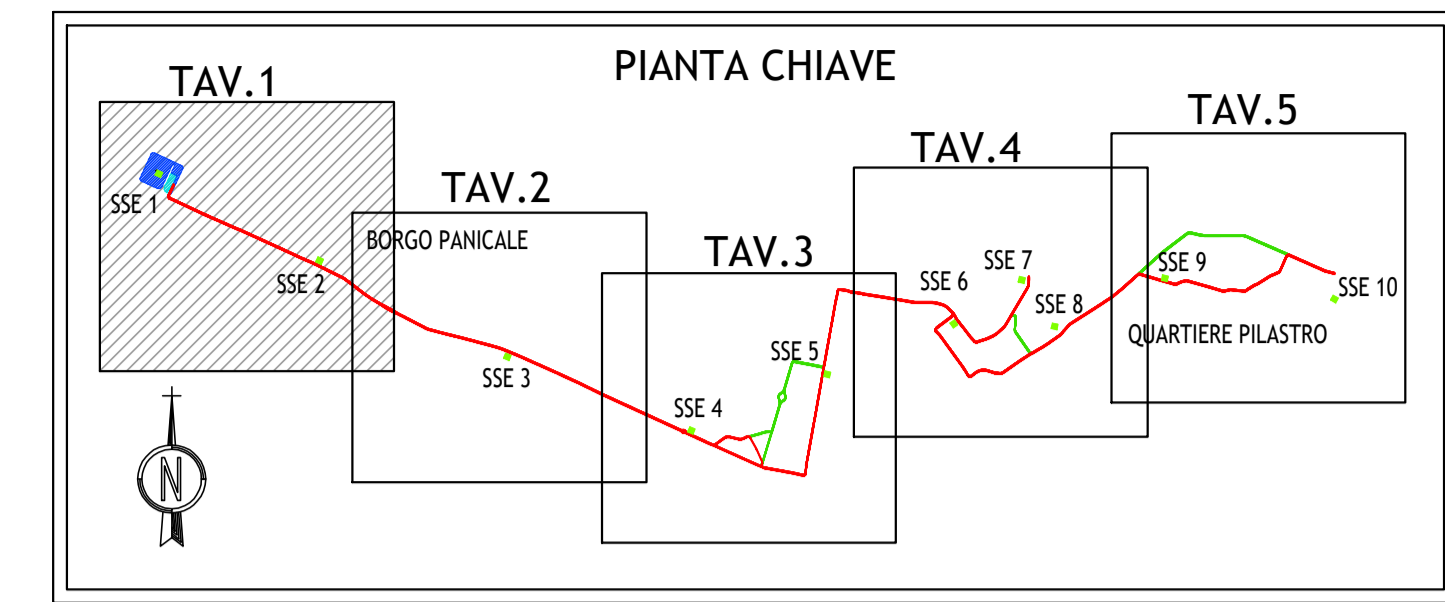 PIANTA CHIAVE
TAV.1
SSE 1
SSE 2
TAV.2
BORGO PANICALE
SSE 3
TAV.3
SSE 4
SSE 5
TAV.4
SSE 6
SSE 7
SSE 8
TAV.5
SSE 9
SSE 10
QUARTIERE PILASTRO
N